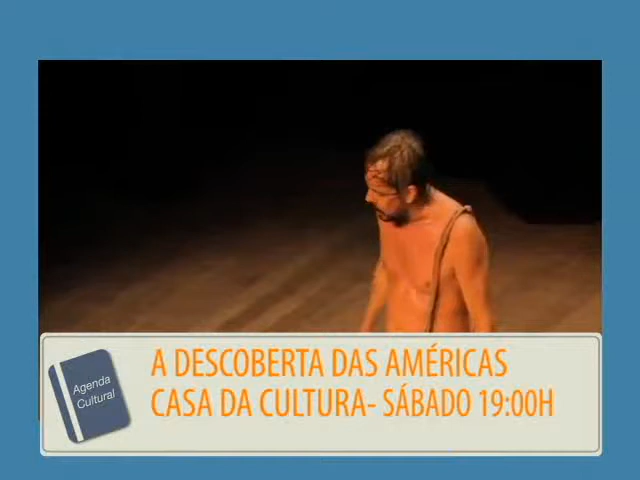 A DESCOBERTA DAS AMÉRICAS
CASA DA CULTURA- SÁBADO 19:00H
Agenda
Cultural